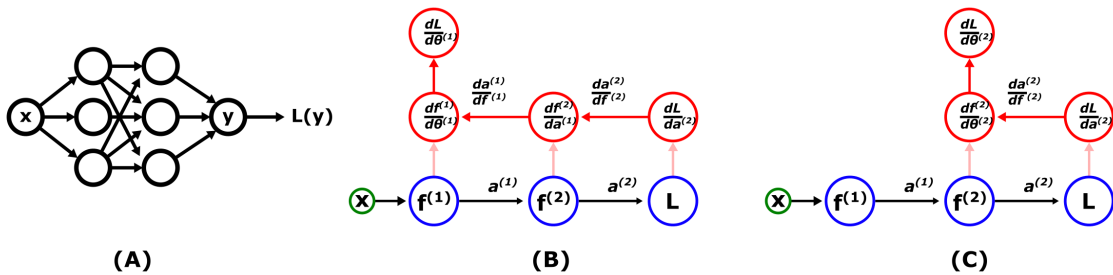 x
y
L(y)
(A)
dL
dθ⁽¹⁾
da⁽¹⁾
df⁽¹⁾
da⁽²⁾
df⁽²⁾
df⁽¹⁾
dθ⁽¹⁾
df⁽²⁾
da⁽¹⁾
dL
da⁽²⁾
x
f⁽¹⁾
a⁽¹⁾
f⁽²⁾
a⁽²⁾
L
(B)
dL
dθ⁽²⁾
da⁽²⁾
df⁽²⁾
df⁽²⁾
dθ⁽²⁾
dL
da⁽²⁾
x
f⁽¹⁾
a⁽¹⁾
f⁽²⁾
a⁽²⁾
L
(C)